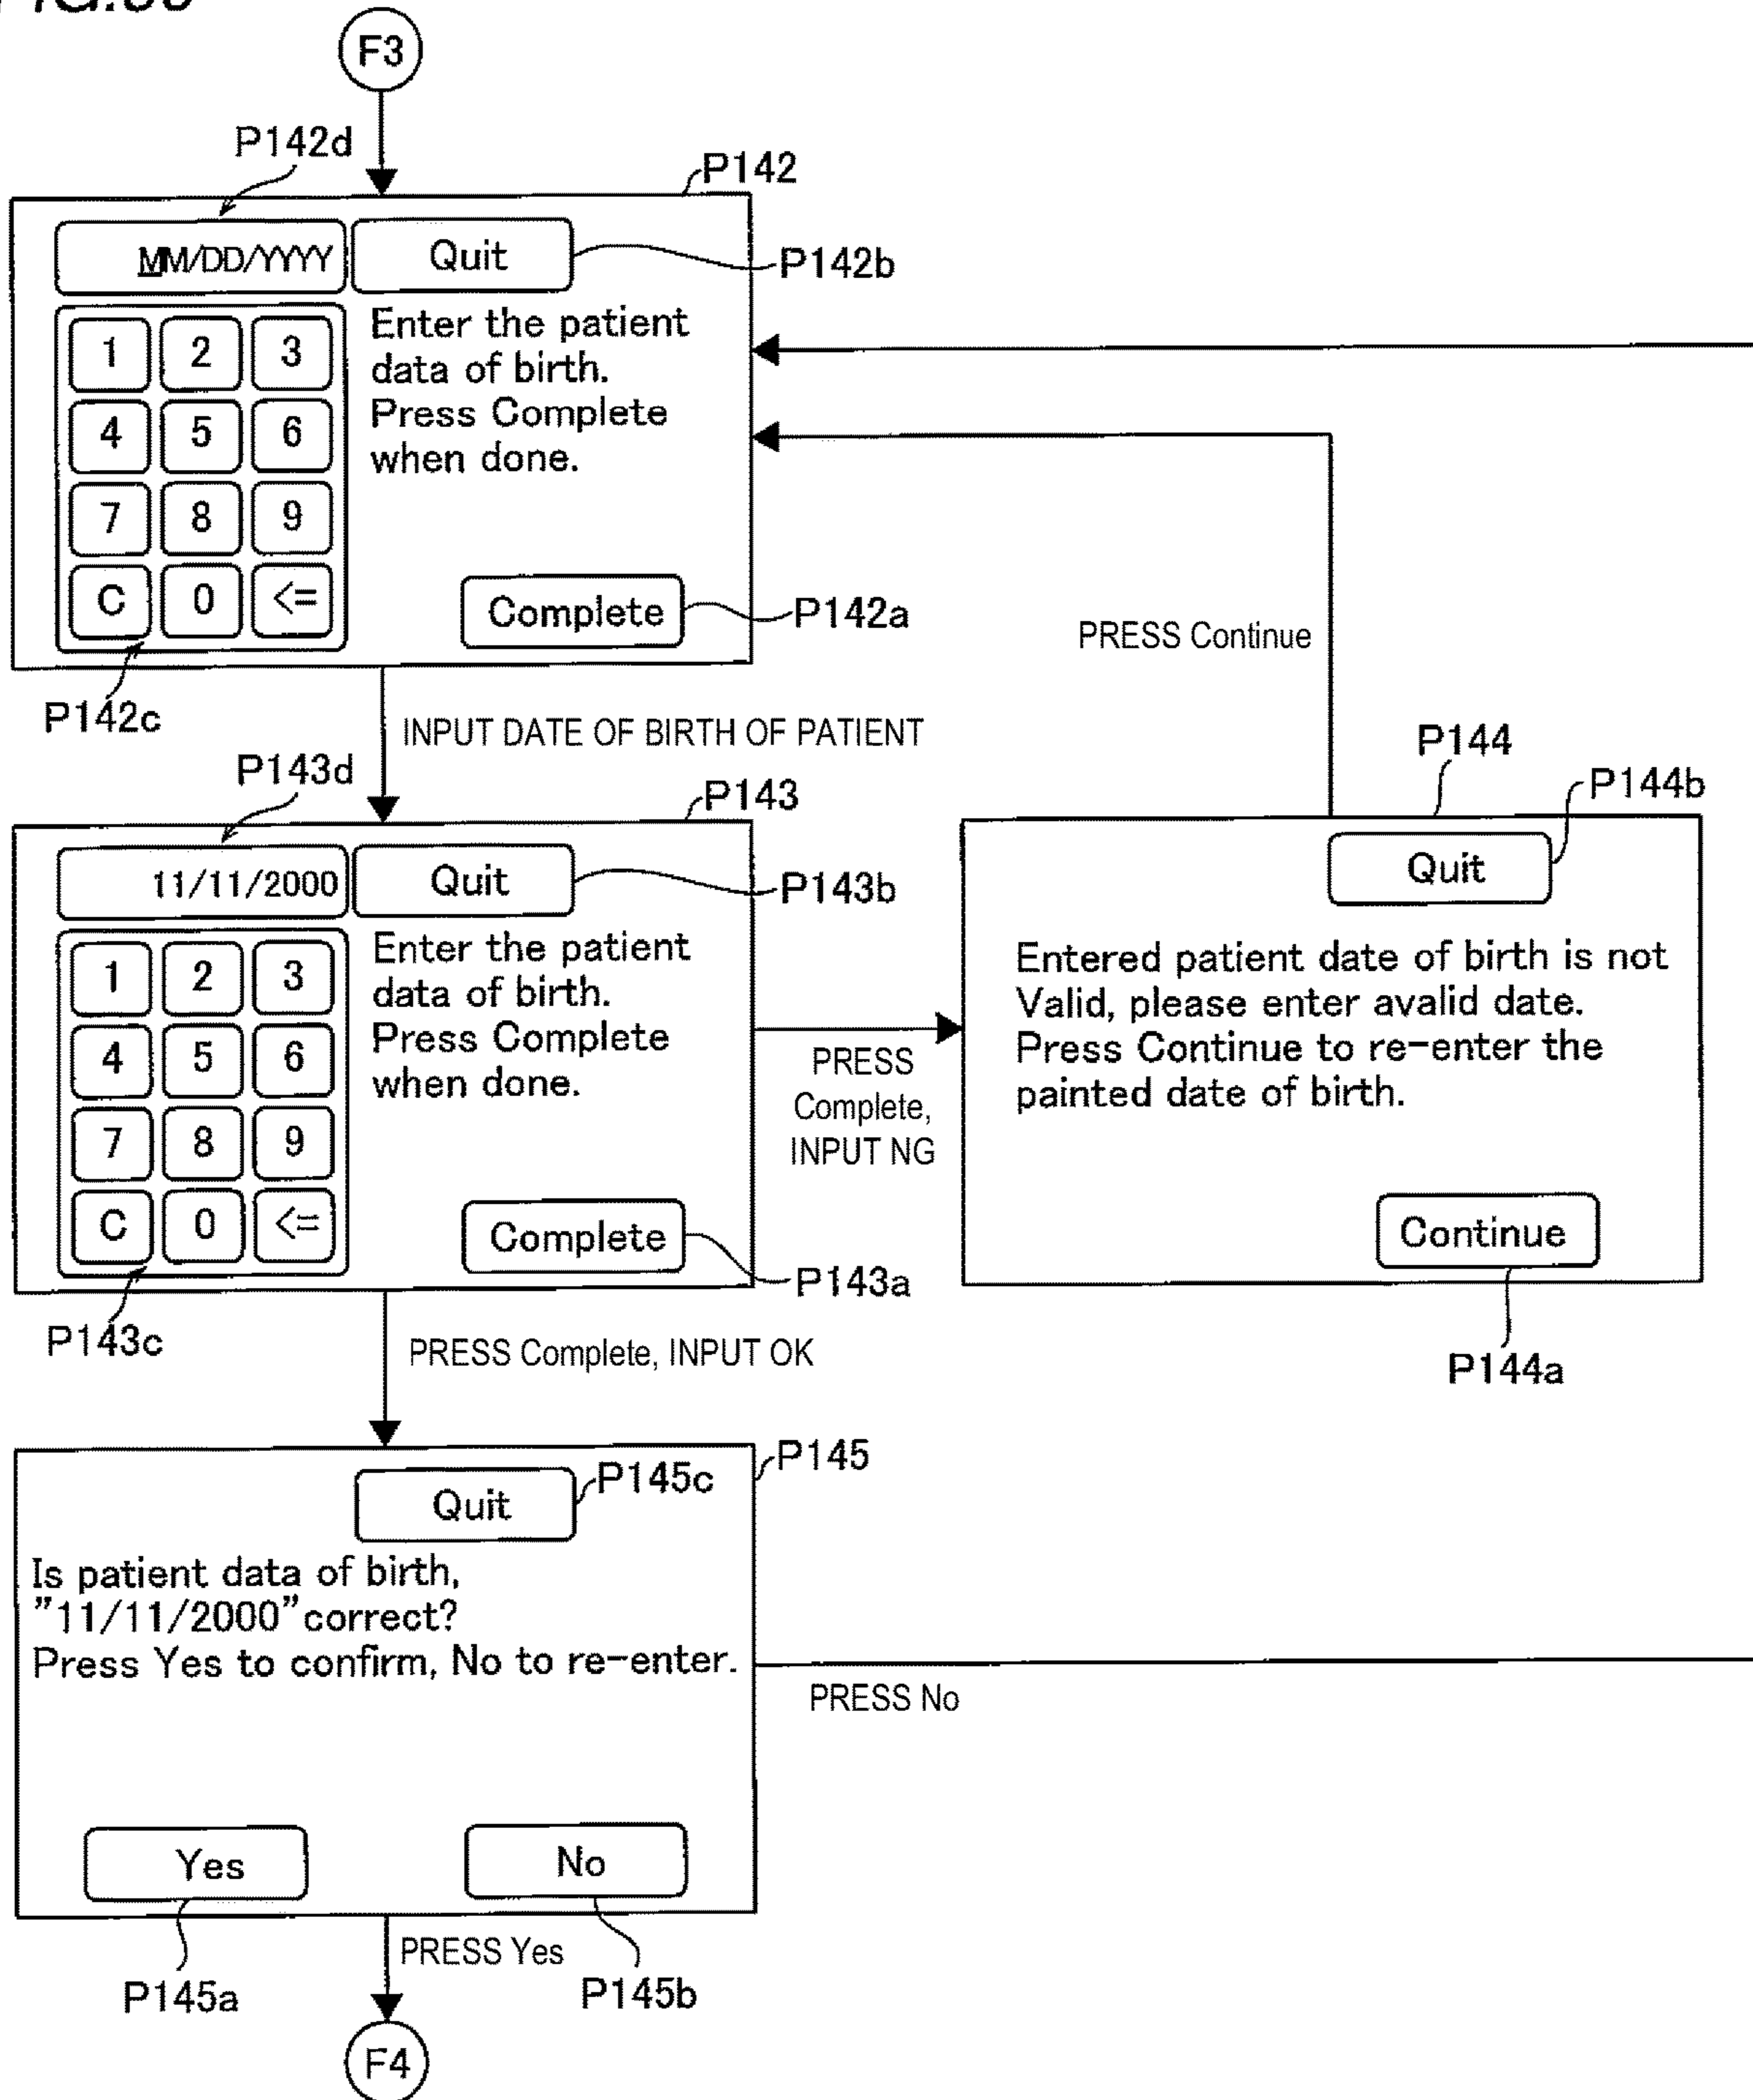 F3
P142d
P142
MM/DD/YYYY
Quit
P142b
1 2 3
4 5 6
7 8 9
C 0 <=
Enter the patient
data of birth.
Press Complete
when done.
Complete
P142a
P142c
PRESS Continue
INPUT DATE OF BIRTH OF PATIENT
P143d
P143
11/11/2000
Quit
P143b
1 2 3
4 5 6
7 8 9
C 0 <=
Enter the patient
data of birth.
Press Complete
when done.
Complete
P143a
P143c
PRESS
Complete,
INPUT NG
P144
P144b
Quit
Entered patient date of birth is not
Valid, please enter avalid date.
Press Continue to re-enter the
painted date of birth.
Continue
P144a
PRESS Complete, INPUT OK
P145
P145c
Quit
Is patient data of birth,
"11/11/2000"correct?
Press Yes to confirm, No to re-enter.
PRESS No
Yes
No
P145a
PRESS Yes
P145b
F4